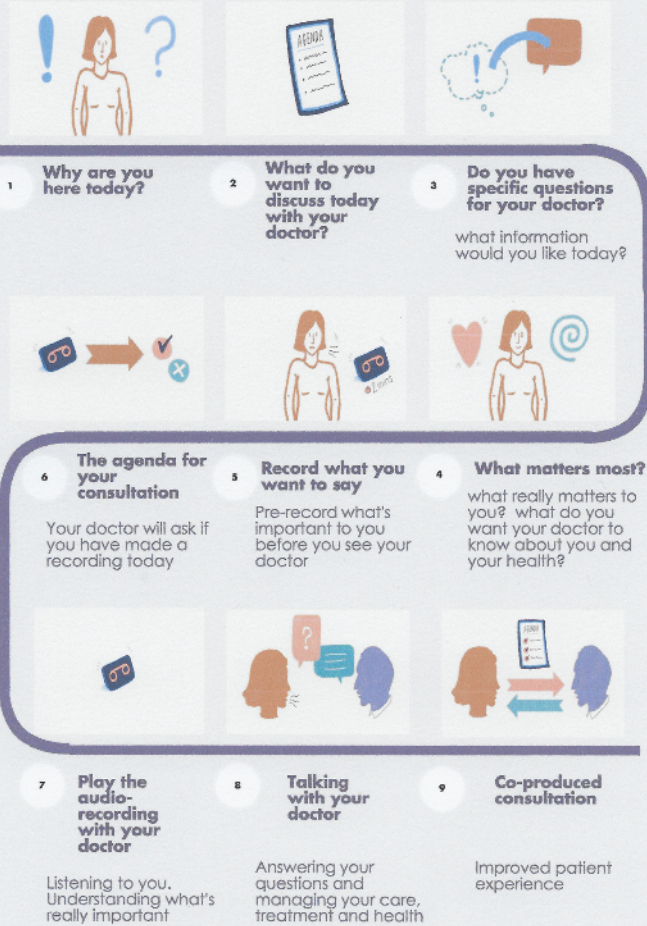 AGENDA
1
Why are you
here today?
2
What do you
want to
discuss today
with your
doctor?
3
Do you have
specific questions
for your doctor?
what information
would you like today?
2 mins
4
What matters most?
what really matters to
you? what do you
want your doctor to
know about you and
your health?
5
Record what you
want to say
Pre-record what's
important to you
before you see your
doctor
6
The agenda for
your
consultation
Your doctor will ask if
you have made a
recording today
AGENDA
7
Play the
audio-
recording
with your
doctor
Listening to you.
Understanding what's
really important
8
Talking
with your
doctor
Answering your
questions and
managing your care,
treatment and health
9
Co-produced
consultation
Improved patient
experience